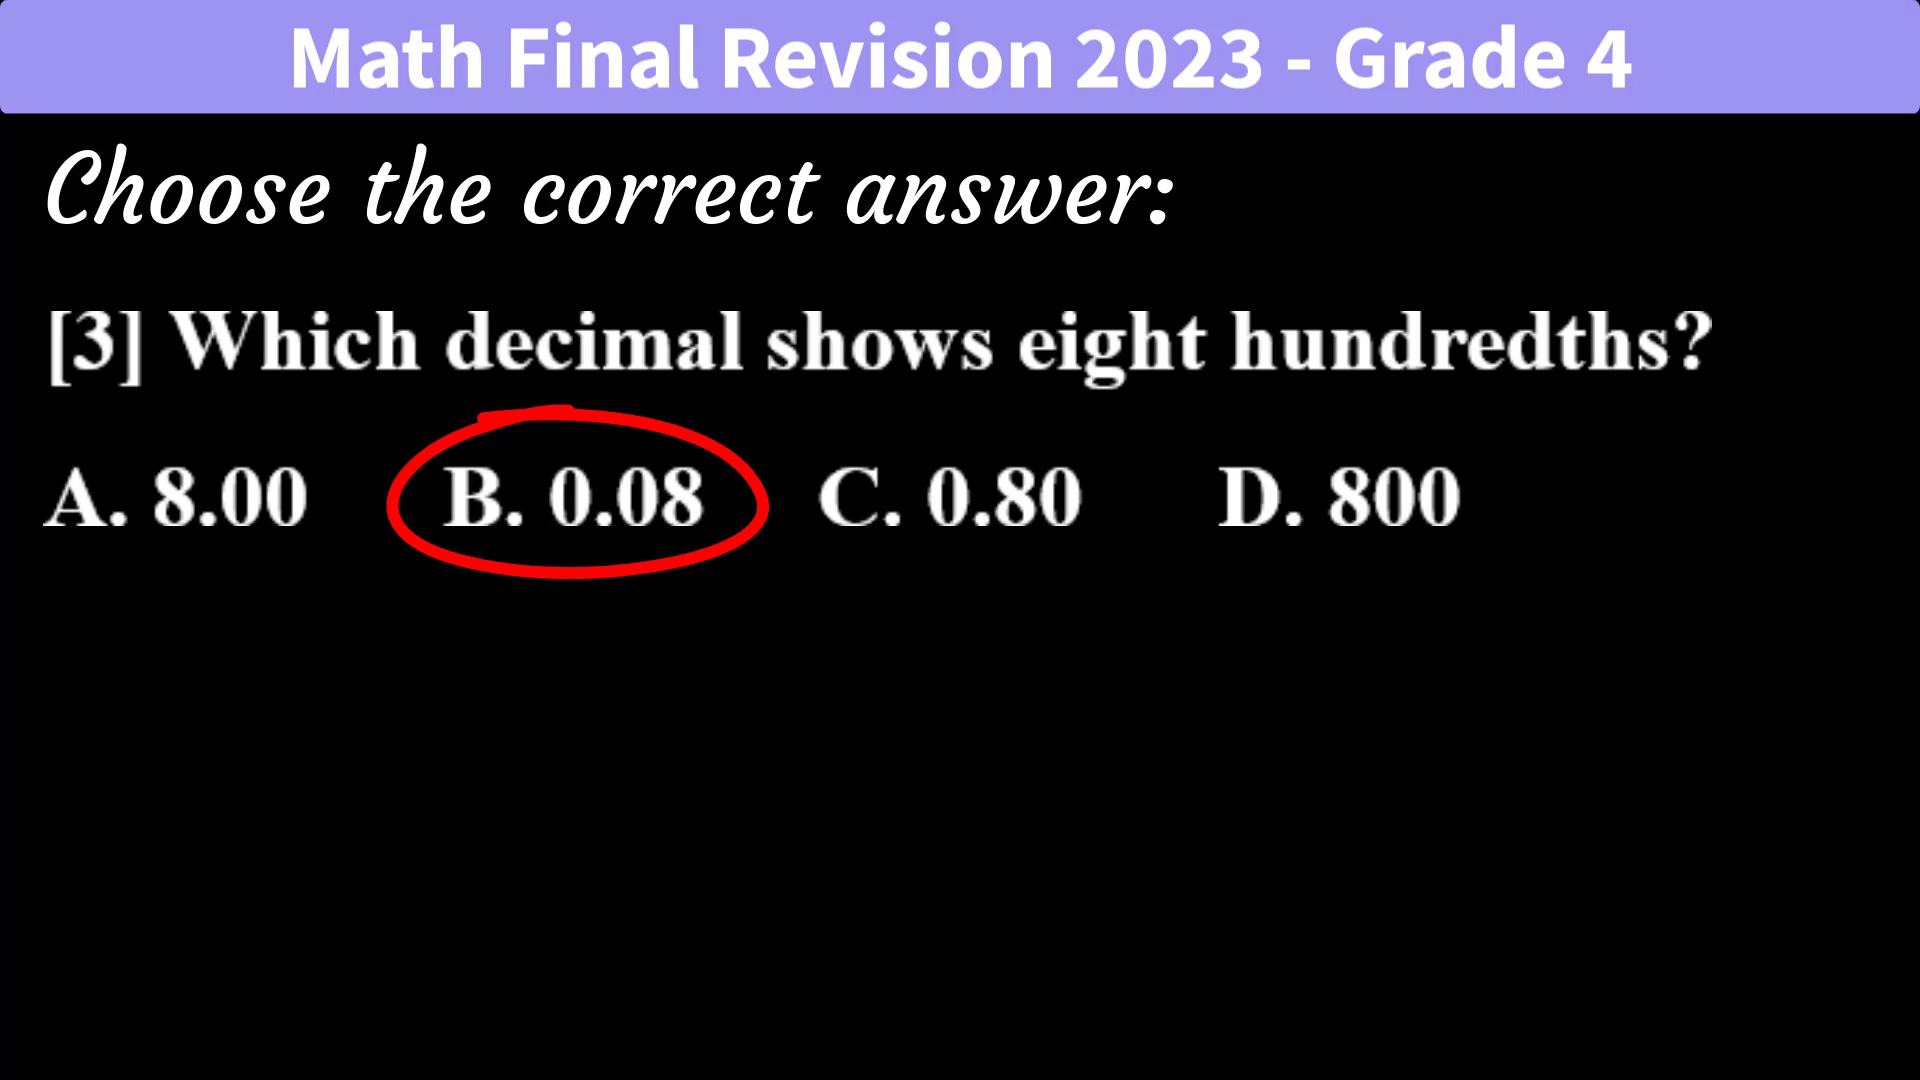 Math Final Revision 2023 - Grade 4
Choose the correct answer:
[3] Which decimal shows eight hundredths?
A. 8.00 B. 0.08 C. 0.80 D. 800